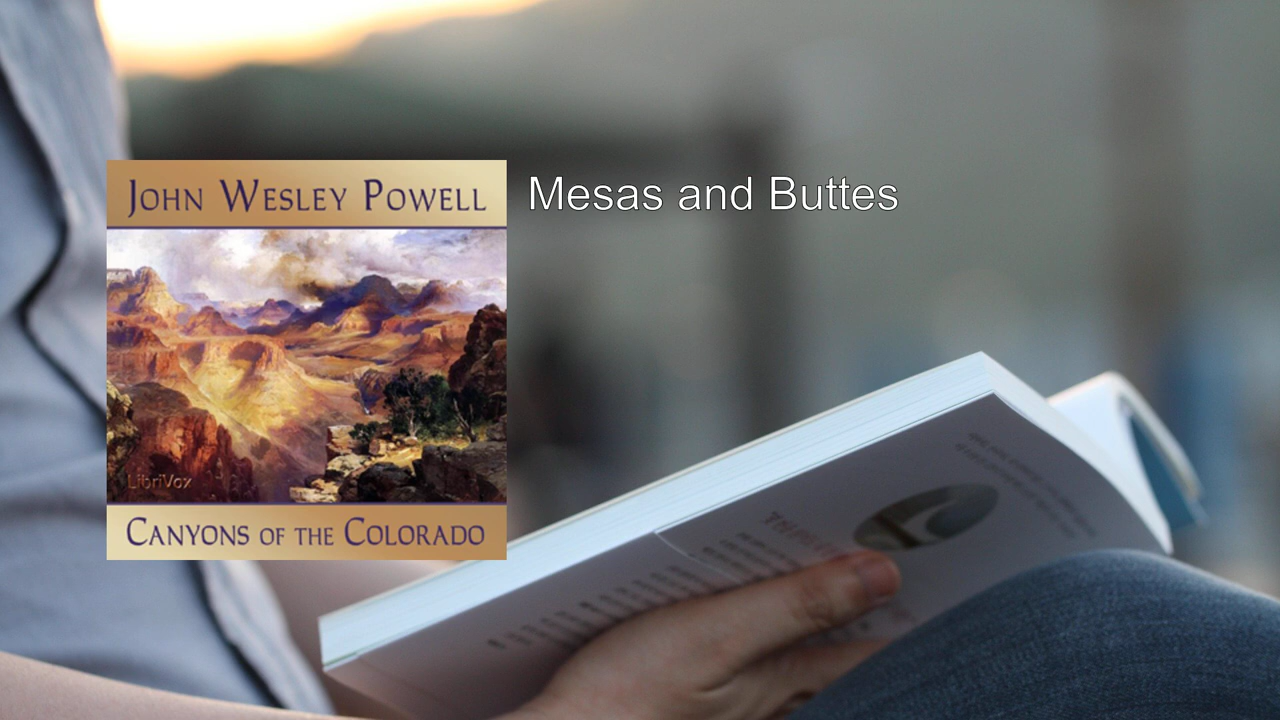 JOHN WESLEY POWELL
Mesas and Buttes
LibriVox
CANYONS OF THE COLORADO